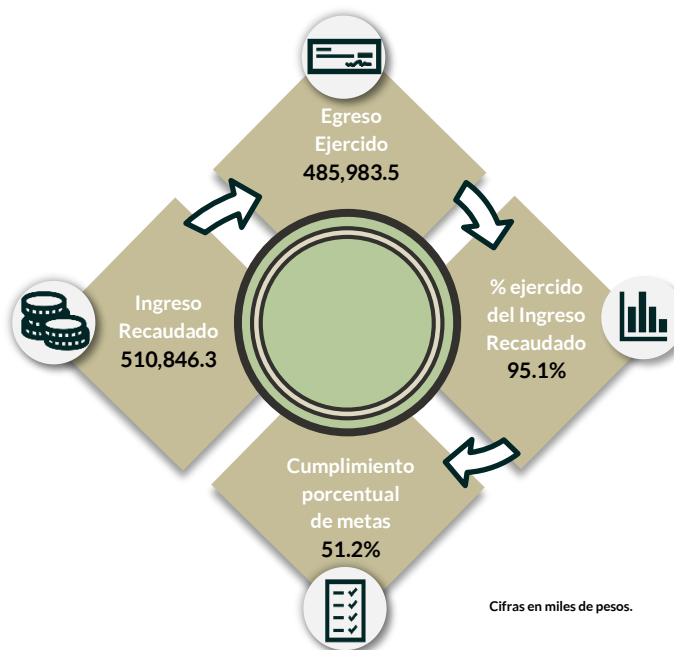 Egreso
Ejercido
485,983.5
Ingreso
Recaudado
510,846.3
% ejercido
del Ingreso
Recaudado
95.1%
Cumplimiento
porcentual
de metas
51.2%
Cifras en miles de pesos.